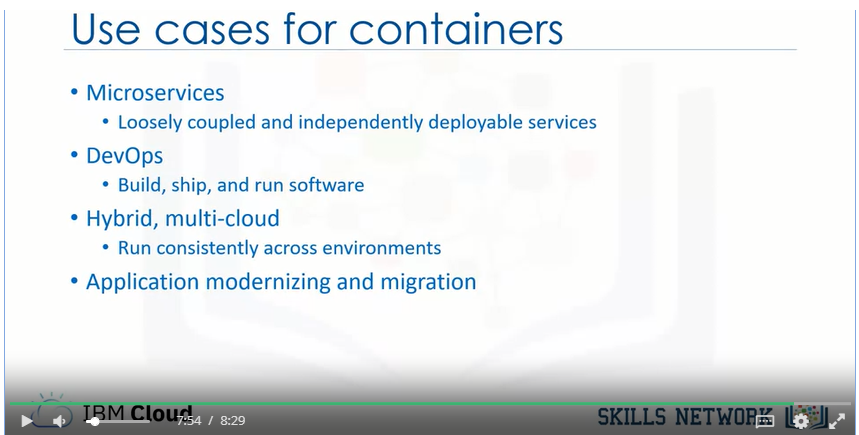 Use cases for containers
• Microservices
• Loosely coupled and independently deployable services
• DevOps
• Build, ship, and run software
• Hybrid, multi-cloud
• Run consistently across environments
• Application modernizing and migration
IBM Cloud
7:54 / 8:29
SKILLS NETWORK